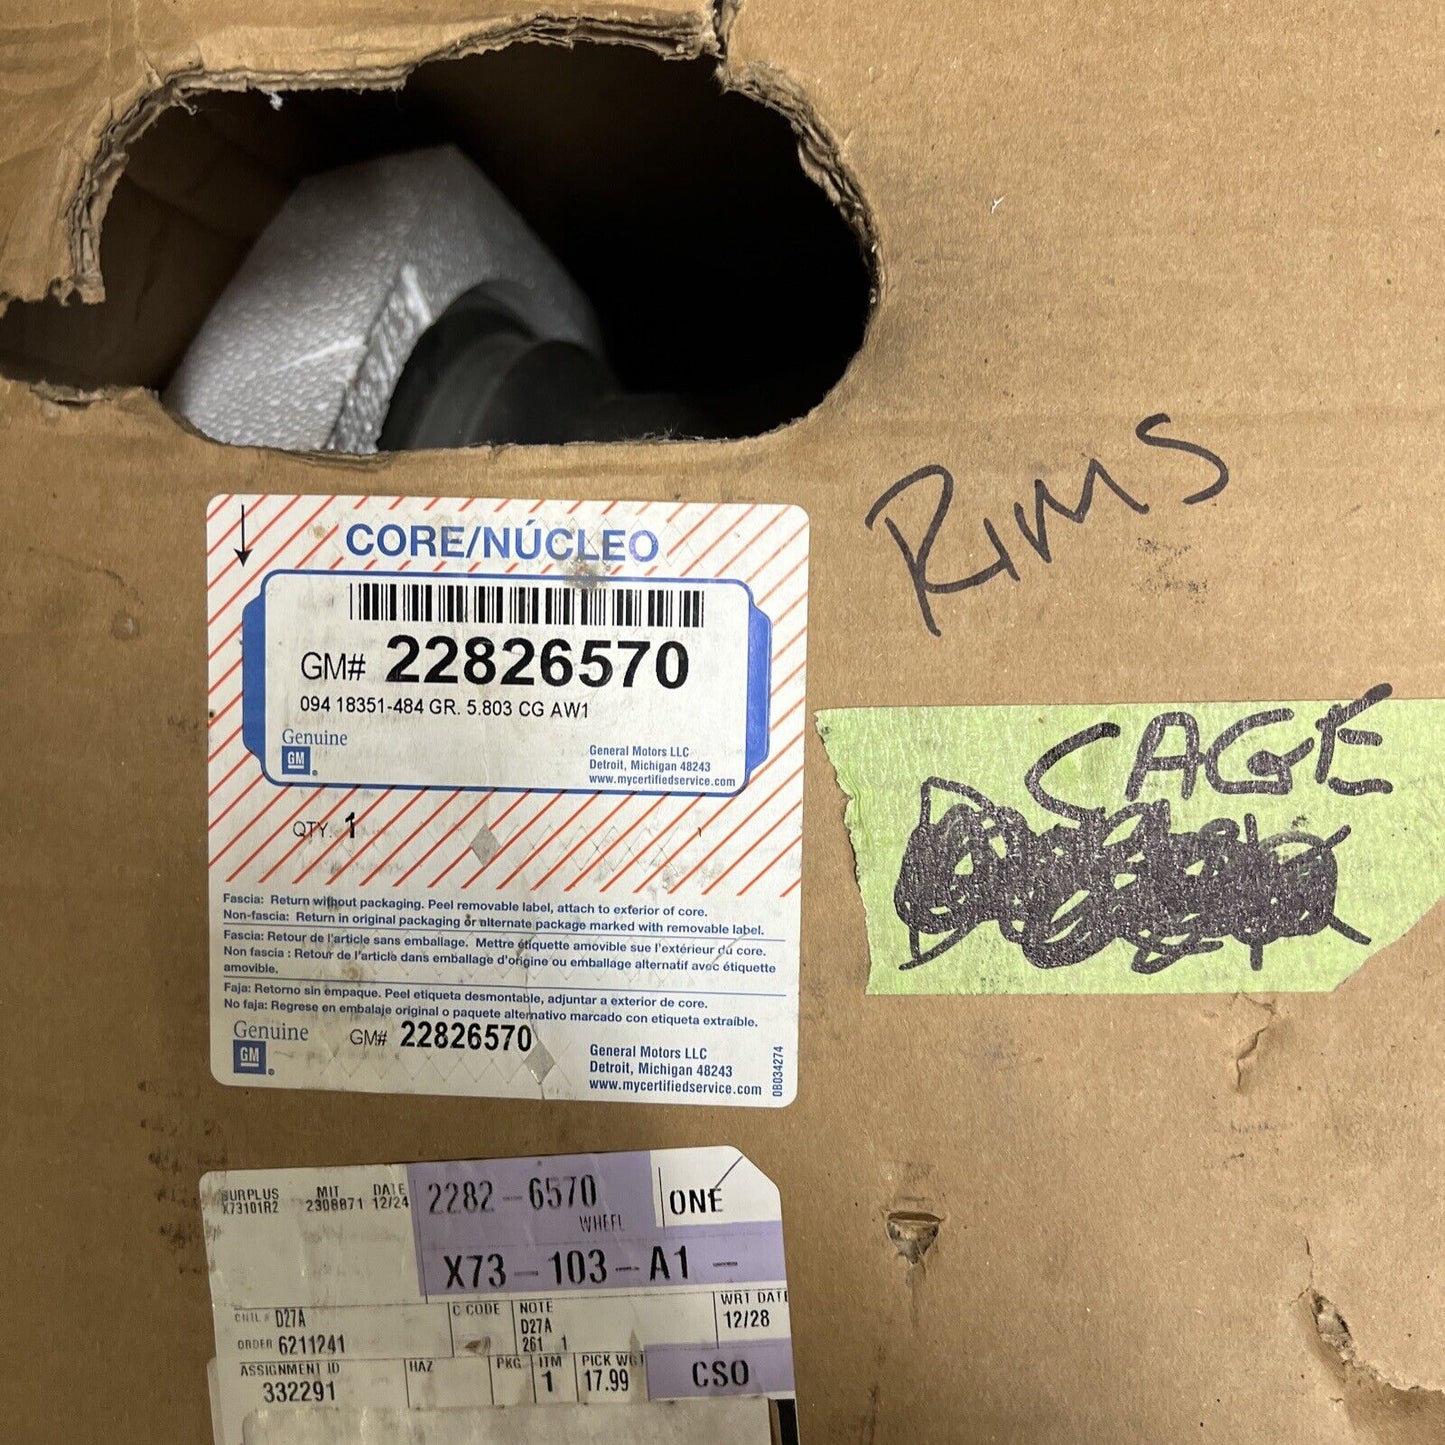 CORE/NÚCLEO
GM# 22826570
094 18351-484 GR. 5.803 CG AW1
Genuine
GM
General Motors LLC
Detroit, Michigan 48243
www.mycertifiedservice.com
QTY. 1
Fascia: Return without packaging. Peel removable label, attach to exterior of core.
Non-fascia: Return in original packaging or alternate package marked with removable label.
Fascia: Retour de l'article sans emballage. Mettre étiquette amovible sue l'extérieur du core.
Non fascia : Retour de l'article dans emballage d'origine ou emballage alternatif avec étiquette
amovible.
Faja: Retorno sin empaque. Peel etiqueta desmontable, adjuntar a exterior de core.
No faja: Regrese en embalaje original o paquete alternativo marcado con etiqueta extraíble.
Genuine
GM
GM# 22826570
General Motors LLC
Detroit, Michigan 48243
www.mycertifiedservice.com
0B034274
RIMS
CAGE
SURPLUS MIT DATE
X73101R2 2308871 12/24
2282-6570
WHEEL
ONE
X73-103-A1-
CNTL # D27A
C CODE
NOTE
D27A
261 1
WRT DATE
12/28
ORDER 6211241
ASSIGNMENT ID
332291
HAZ
PKG
ITM
1
PICK WGT
17.99
CSO